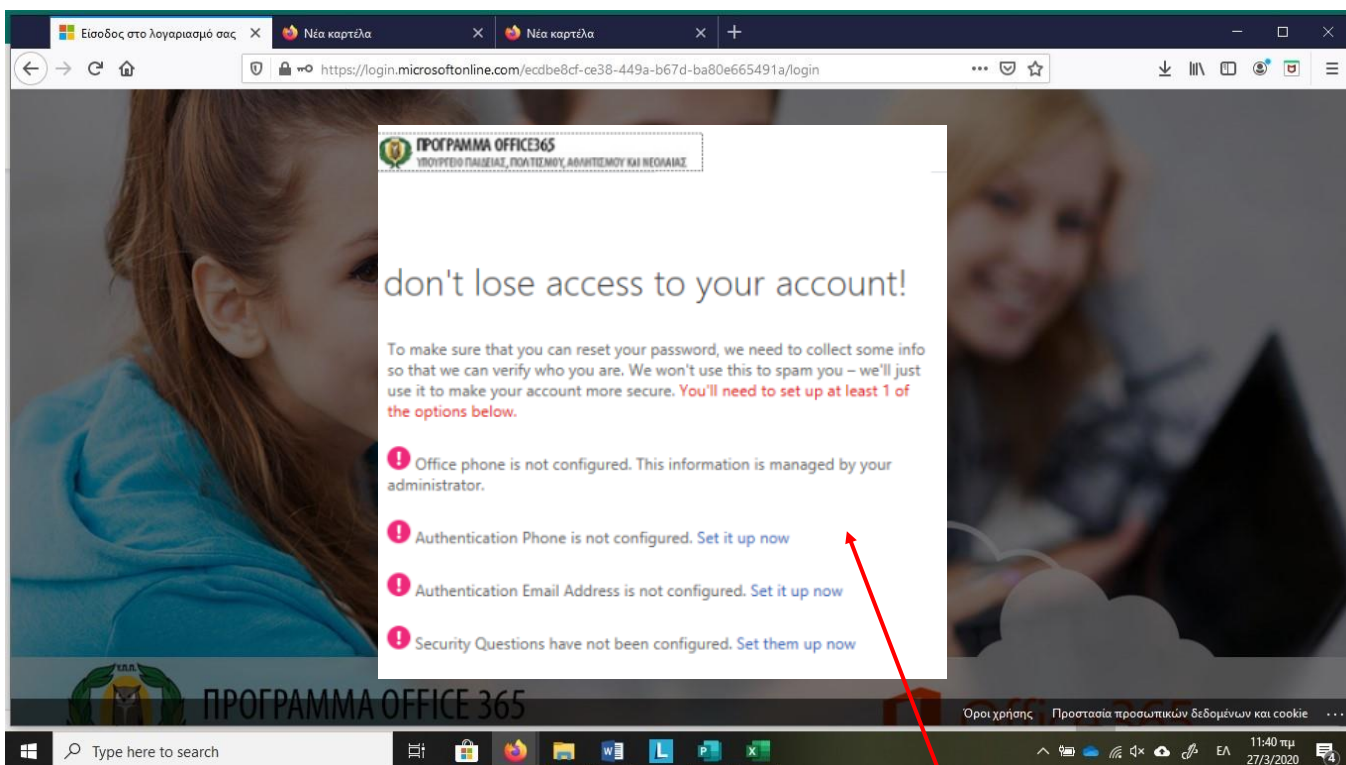 Είσοδος στο λογαριασμό σας
Νέα καρτέλα
Νέα καρτέλα
https://login.microsoftonline.com/ecdbe8cf-ce38-449a-b67d-ba80e665491a/login
ΠΡΟΓΡΑΜΜΑ OFFICE365
ΥΠΟΥΡΓΕΙΟ ΠΑΙΔΕΙΑΣ, ΠΟΛΙΤΙΣΜΟΥ, ΑΘΛΗΤΙΣΜΟΥ ΚΑΙ ΝΕΟΛΑΙΑΣ
don't lose access to your account!
To make sure that you can reset your password, we need to collect some info
so that we can verify who you are. We won't use this to spam you – we'll just
use it to make your account more secure. You'll need to set up at least 1 of
the options below.
Office phone is not configured. This information is managed by your
administrator.
Authentication Phone is not configured. Set it up now
Authentication Email Address is not configured. Set it up now
Security Questions have not been configured. Set them up now
ΠΡΟΓΡΑΜΜΑ OFFICE 365
Όροι χρήσης Προστασία προσωπικών δεδομένων και cookie
Type here to search
ΕΛ
11:40 πμ
27/3/2020
4